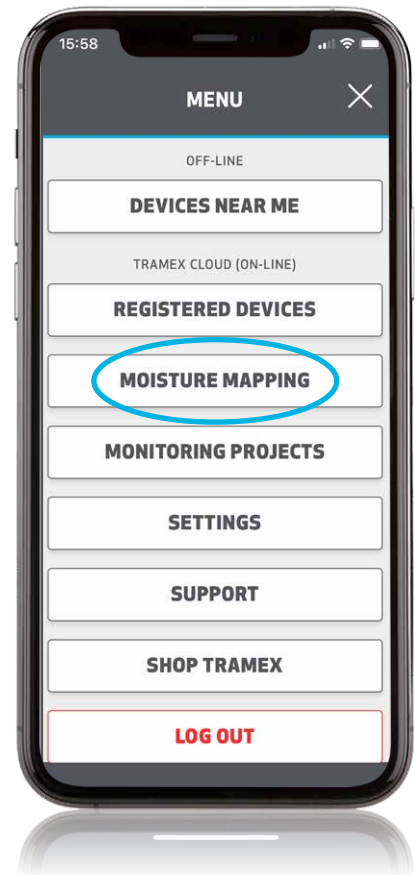 15:58
MENU
OFF-LINE
DEVICES NEAR ME
TRAMEX CLOUD (ON-LINE)
REGISTERED DEVICES
MOISTURE MAPPING
MONITORING PROJECTS
SETTINGS
SUPPORT
SHOP TRAMEX
LOG OUT